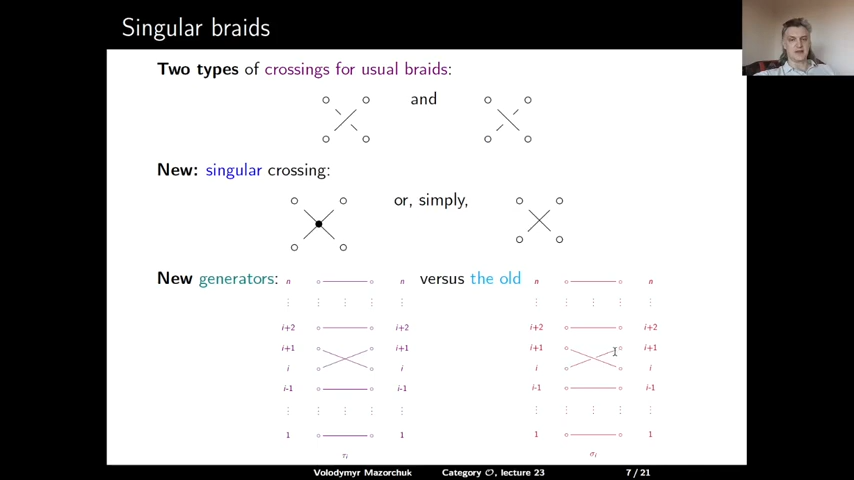 Singular braids
Two types of crossings for usual braids:
and
New: singular crossing:
or, simply,
New generators: versus the old
n n n n
⋮ ⋮ ⋮ ⋮ ⋮ ⋮ ⋮ ⋮ ⋮ ⋮
i+2 i+2 i+2 i+2
i+1 i+1 i+1 i+1
i i i i
i-1 i-1 i-1 i-1
⋮ ⋮ ⋮ ⋮ ⋮ ⋮ ⋮ ⋮ ⋮ ⋮
1 1 1 1
τi σi
Volodymyr Mazorchuk Category O, lecture 23 7 / 21